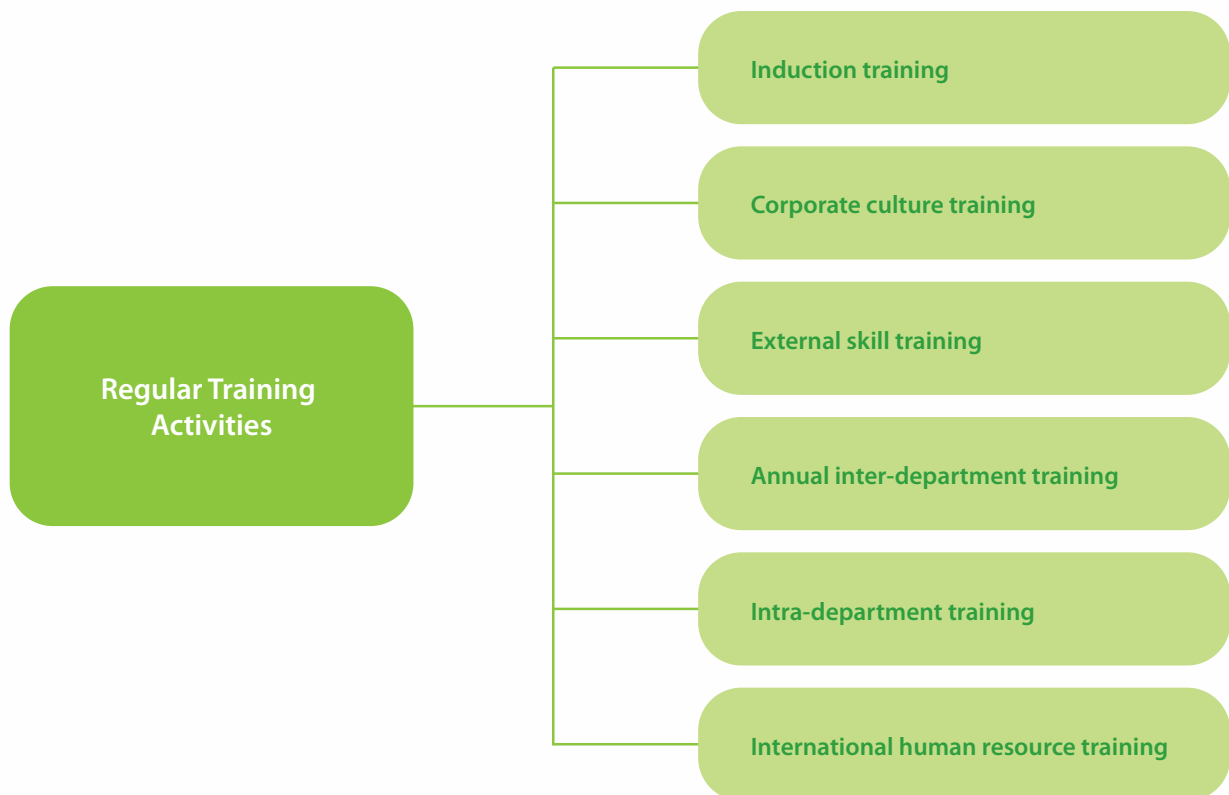 Induction training
Corporate culture training
External skill training
Regular Training
Activities
Annual inter-department training
Intra-department training
International human resource training